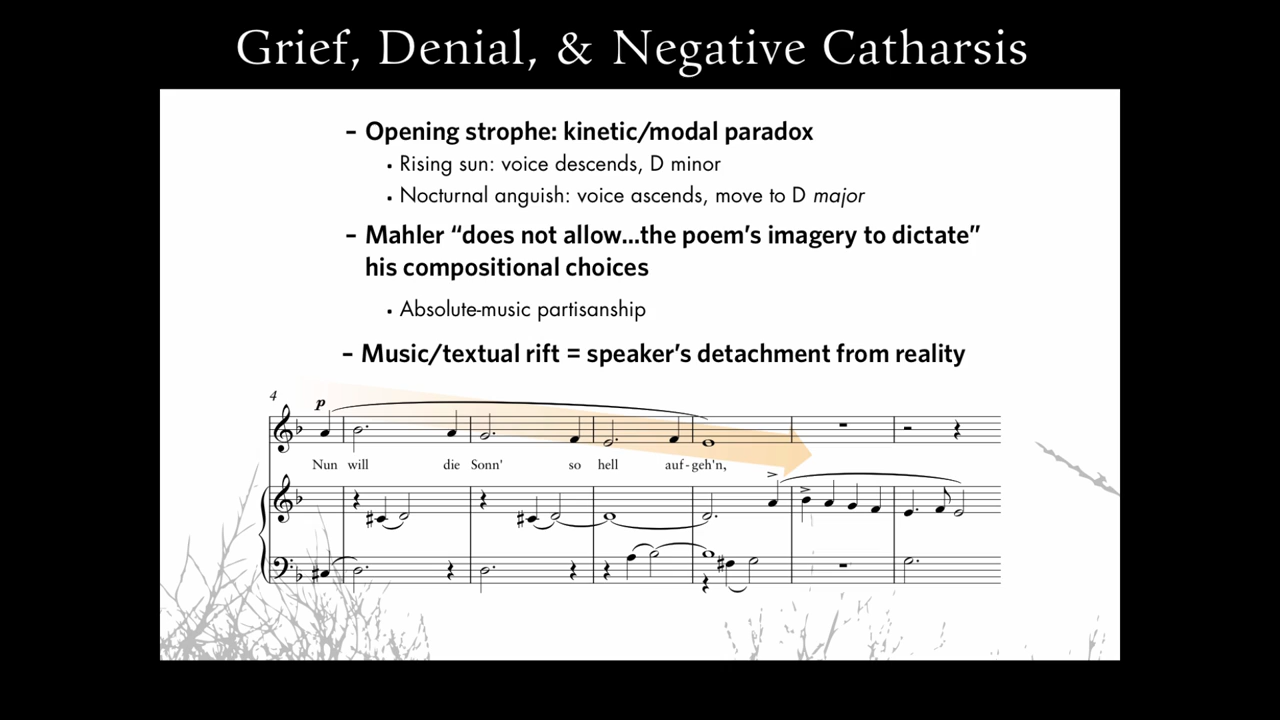 Grief, Denial, & Negative Catharsis
– Opening strophe: kinetic/modal paradox
▪ Rising sun: voice descends, D minor
▪ Nocturnal anguish: voice ascends, move to D major
– Mahler “does not allow...the poem’s imagery to dictate”
his compositional choices
▪ Absolute-music partisanship
– Music/textual rift = speaker’s detachment from reality
4
p
Nun will die Sonn' so hell auf-geh'n,